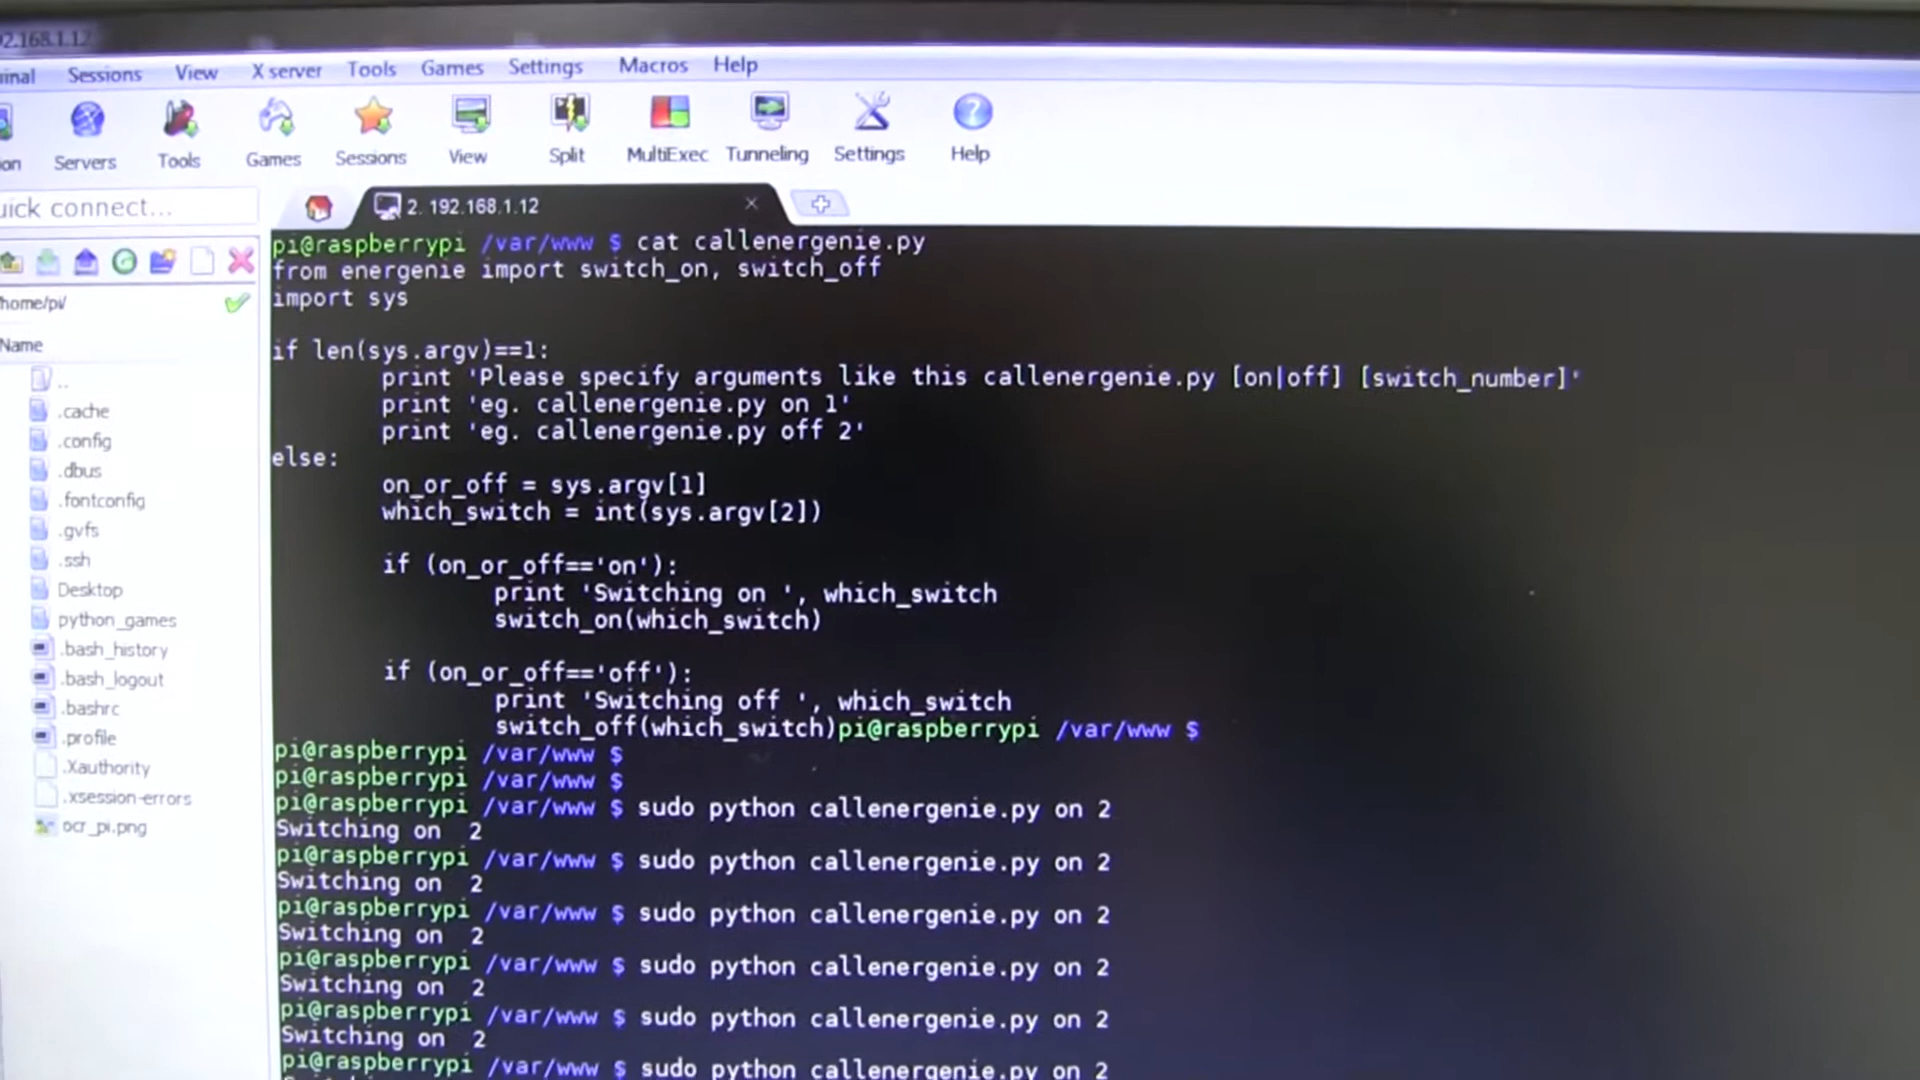 2.168.1.12
Sessions View X server Tools Games Settings Macros Help
Servers Tools Games Sessions View Split MultiExec Tunneling Settings Help
uick connect...
2. 192.168.1.12
/home/pi/
Name
..
.cache
.config
.dbus
.fontconfig
.gvfs
.ssh
Desktop
python_games
.bash_history
.bash_logout
.bashrc
.profile
.Xauthority
.xsession-errors
ocr_pi.png
pi@raspberrypi /var/www $ cat callenergenie.py
from energenie import switch_on, switch_off
import sys
if len(sys.argv)==1:
print 'Please specify arguments like this callenergenie.py [on|off] [switch_number]'
print 'eg. callenergenie.py on 1'
print 'eg. callenergenie.py off 2'
else:
on_or_off = sys.argv[1]
which_switch = int(sys.argv[2])
if (on_or_off=='on'):
print 'Switching on ', which_switch
switch_on(which_switch)
if (on_or_off=='off'):
print 'Switching off ', which_switch
switch_off(which_switch)pi@raspberrypi /var/www $
pi@raspberrypi /var/www $
pi@raspberrypi /var/www $
pi@raspberrypi /var/www $ sudo python callenergenie.py on 2
Switching on  2
pi@raspberrypi /var/www $ sudo python callenergenie.py on 2
Switching on  2
pi@raspberrypi /var/www $ sudo python callenergenie.py on 2
Switching on  2
pi@raspberrypi /var/www $ sudo python callenergenie.py on 2
Switching on  2
pi@raspberrypi /var/www $ sudo python callenergenie.py on 2
Switching on  2
pi@raspberrypi /var/www $ sudo python callenergenie.py on 2